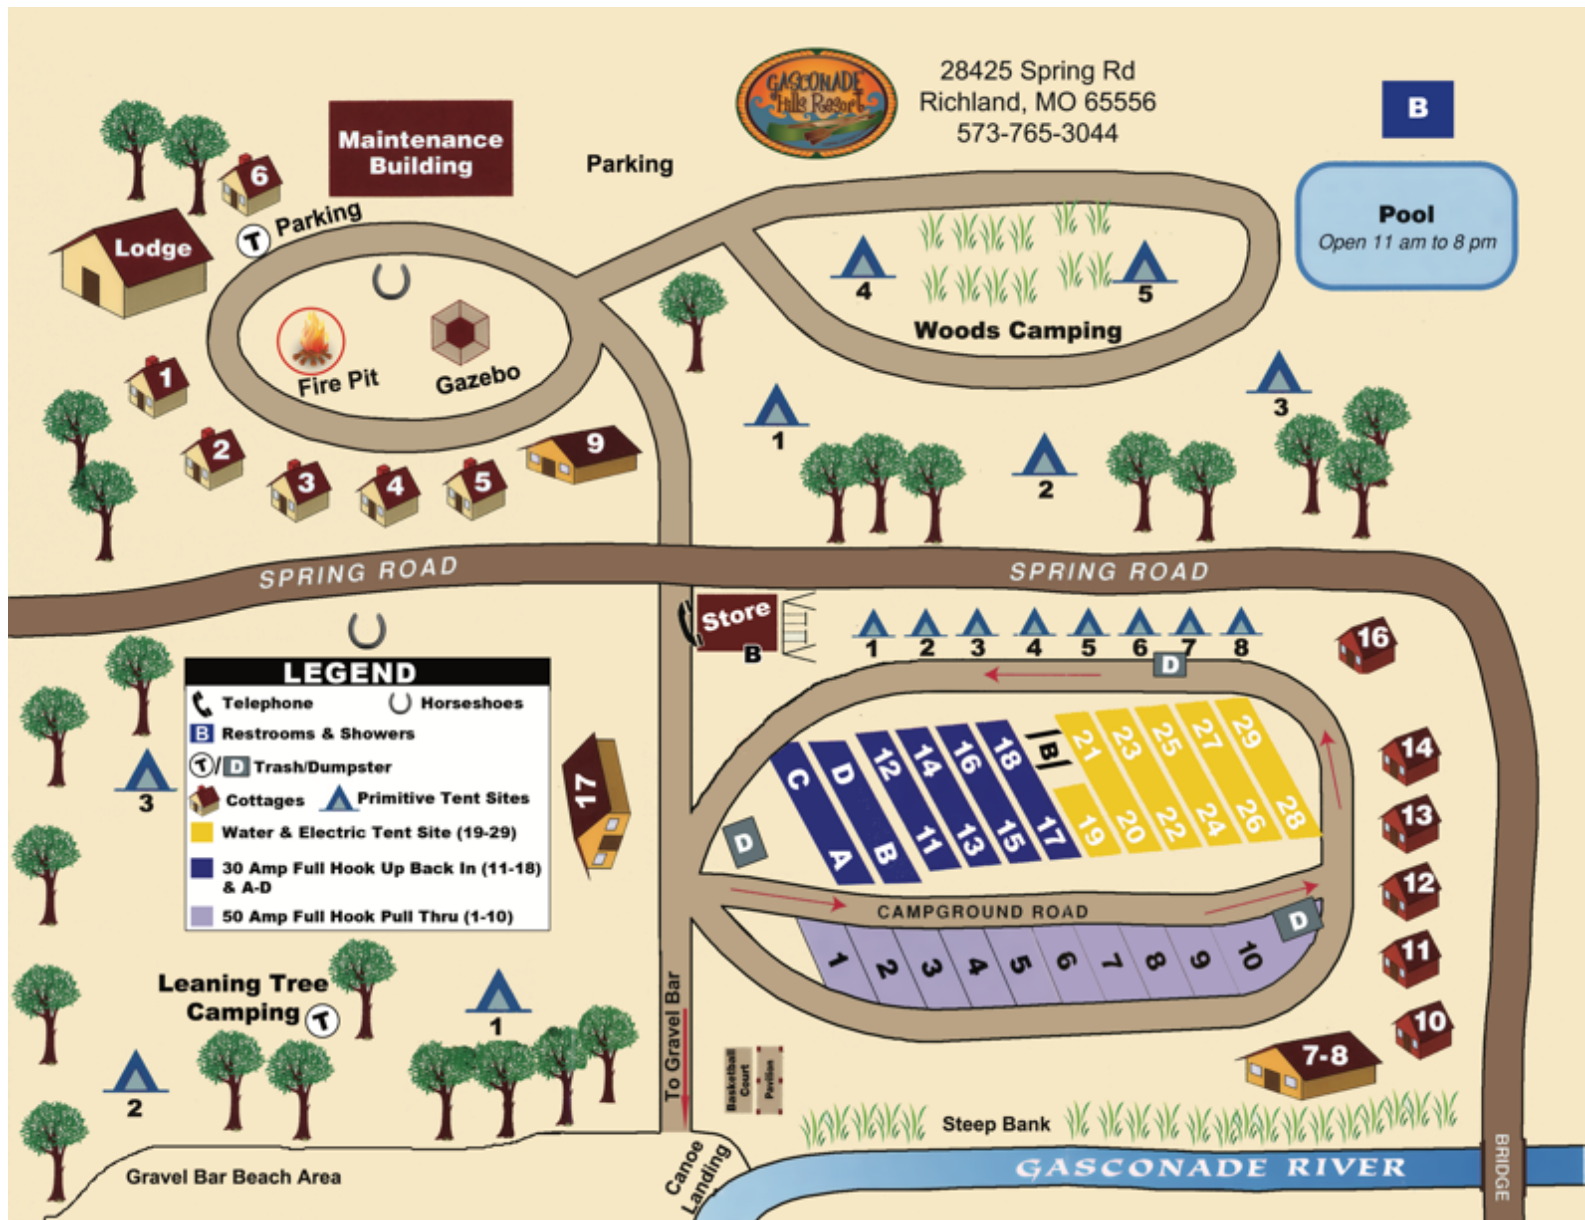 GASCONADE
Hills Resort
28425 Spring Rd
Richland, MO 65556
573-765-3044
B
Maintenance
Building
Parking
6
T
Parking
Lodge
Pool
Open 11 am to 8 pm
4
5
Woods Camping
Fire Pit
Gazebo
1
2
3
4
5
9
1
2
3
SPRING ROAD
SPRING ROAD
Store
B
1
2
3
4
5
6
7
8
D
16
LEGEND
Telephone
Horseshoes
B
Restrooms & Showers
T
/
D
Trash/Dumpster
Cottages
Primitive Tent Sites
Water & Electric Tent Site (19-29)
30 Amp Full Hook Up Back In (11-18)
& A-D
50 Amp Full Hook Pull Thru (1-10)
3
17
C
D
12
14
16
18
B
21
23
25
27
29
A
B
11
13
15
17
19
20
22
24
26
28
D
14
13
12
11
10
7-8
CAMPGROUND ROAD
D
1
2
3
4
5
6
7
8
9
10
Leaning Tree
Camping
T
1
2
To Gravel Bar
Basketball
Court
Pavilion
Steep Bank
Gravel Bar Beach Area
Canoe
Landing
GASCONADE RIVER
BRIDGE